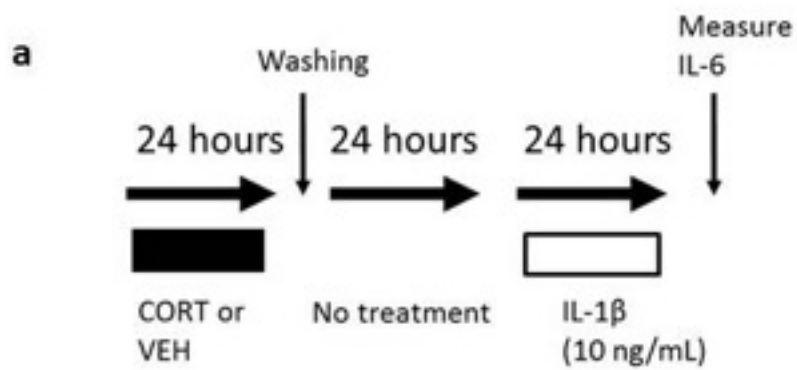 a
Washing
Measure
IL-6
24 hours
24 hours
24 hours
CORT or
VEH
No treatment
IL-1β
(10 ng/mL)